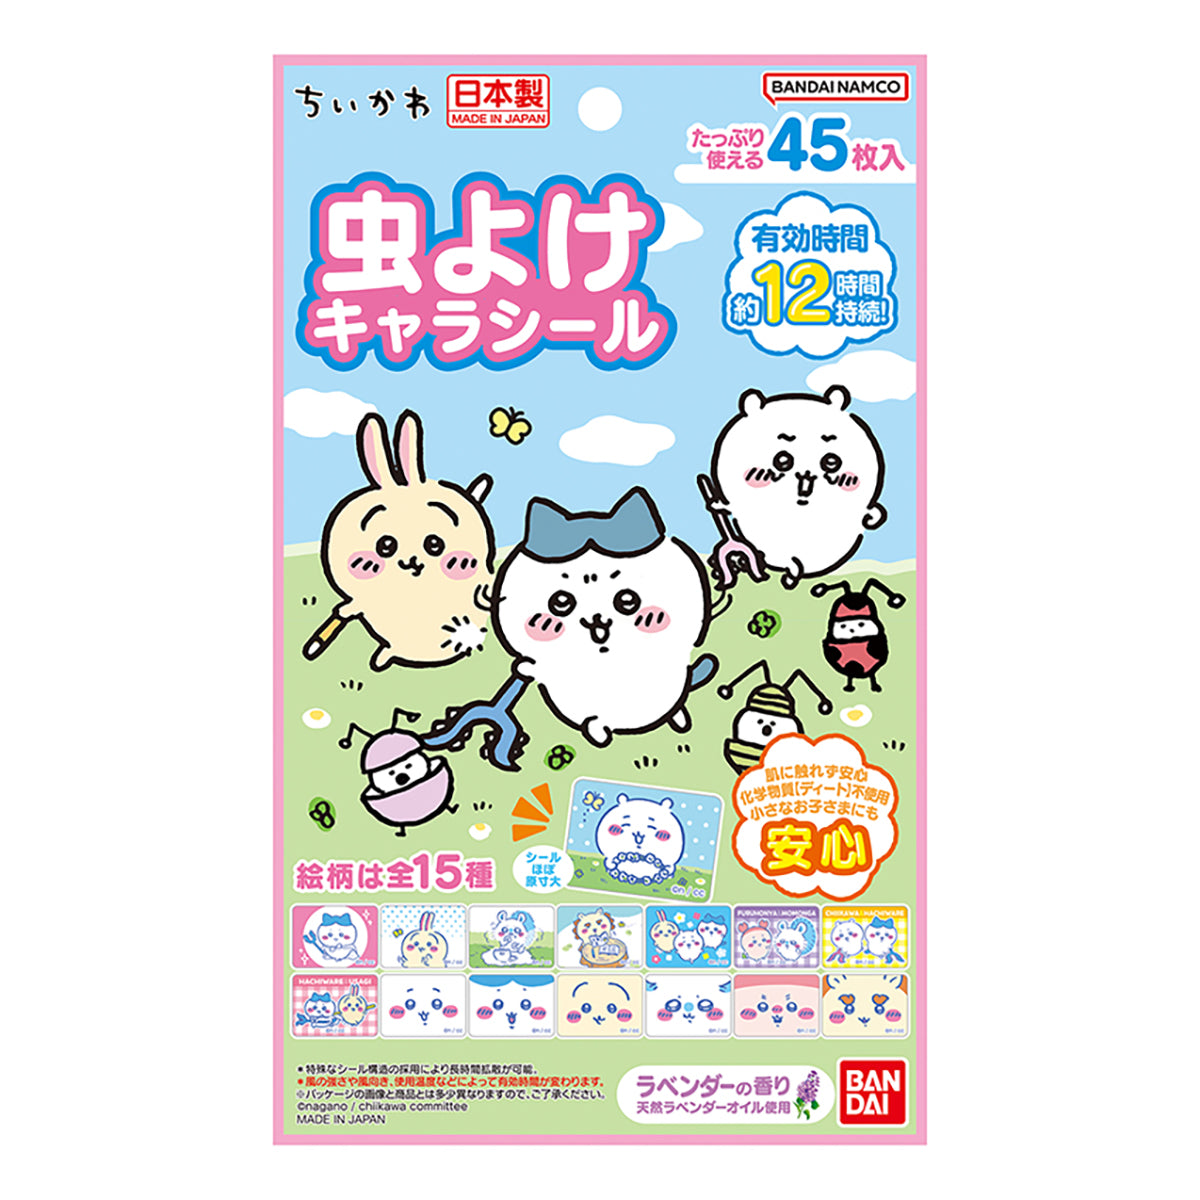 ちいかわ
日本製
MADE IN JAPAN
BANDAI NAMCO
たっぷり
使える
45枚入
虫よけ
キャラシール
有効時間
約12時間
持続!
肌に触れず安心
化学物質[ディート]不使用
小さなお子さまにも
安心
シール
ほぼ
原寸大
©n / cc
絵柄は全15種
FURUHONYA & MOMONGA
CHIIKAWA & HACHIWARE
HACHIWARE & USAGI
*特殊なシール構造の採用により長時間拡散が可能。
*風の強さや風向き、使用温度などによって有効時間が変わります。
※パッケージの画像と商品とは多少異なりますので、ご了承ください。
©nagano / chiikawa committee
MADE IN JAPAN
ラベンダーの香り
天然ラベンダーオイル使用
BAN
DAI